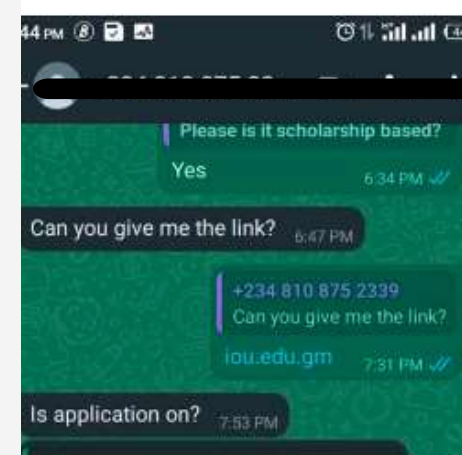 44 PM
Please is it scholarship based?
Yes
6:34 PM
Can you give me the link?
6:47 PM
+234 810 875 2339
Can you give me the link?
iou.edu.gm
7:31 PM
Is application on?
7:53 PM